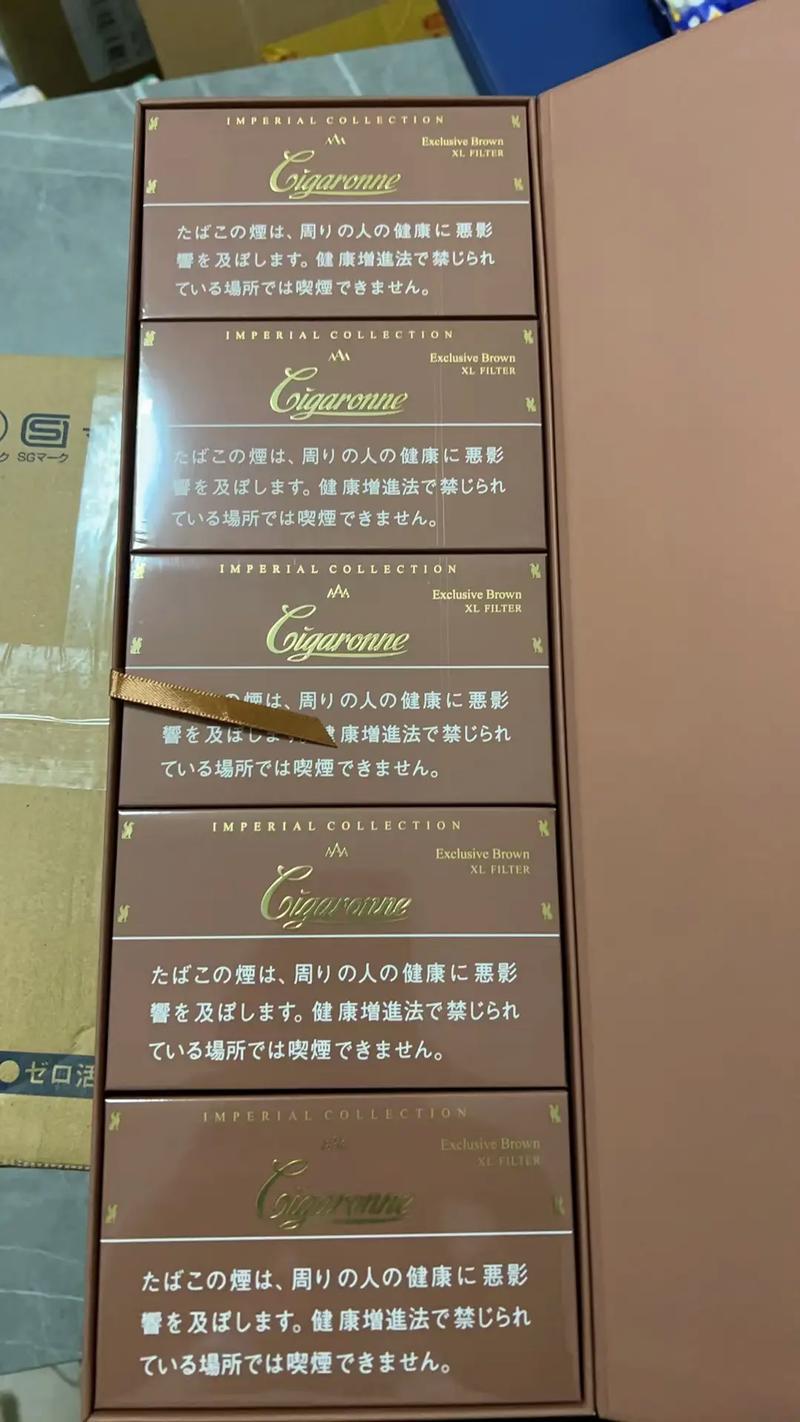 IMPERIAL COLLECTION
Exclusive Brown
XL FILTER
Cigaronne
たばこの煙は、周りの人の健康に悪影
響を及ぼします。健康増進法で禁じられ
ている場所では喫煙できません。
IMPERIAL COLLECTION
Exclusive Brown
XL FILTER
Cigaronne
たばこの煙は、周りの人の健康に悪影
響を及ぼします。健康増進法で禁じられ
ている場所では喫煙できません。
SGマーク
IMPERIAL COLLECTION
Exclusive Brown
XL FILTER
Cigaronne
の煙は、周りの人の健康に悪影
響を及ぼしま 健康増進法で禁じられ
ている場所では喫煙できません。
IMPERIAL COLLECTION
Exclusive Brown
XL FILTER
Cigaronne
たばこの煙は、周りの人の健康に悪影
響を及ぼします。健康増進法で禁じられ
ている場所では喫煙できません。
ゼロ活
IMPERIAL COLLECTION
Exclusive Brown
XL FILTER
Cigaronne
たばこの煙は、周りの人の健康に悪影
響を及ぼします。健康増進法で禁じられ
ている場所では喫煙できません。